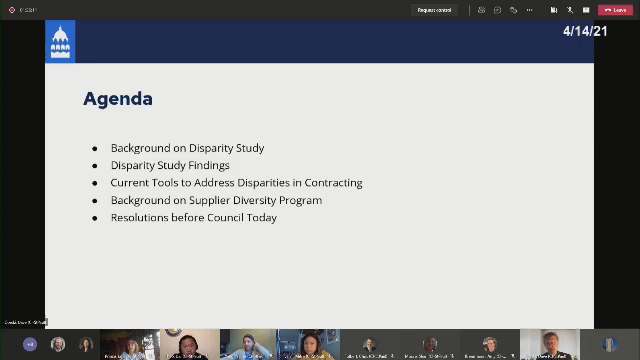 Request control
Leave
4/14/21
Agenda
● Background on Disparity Study
● Disparity Study Findings
● Current Tools to Address Disparities in Contracting
● Background on Supplier Diversity Program
● Resolutions before Council Today